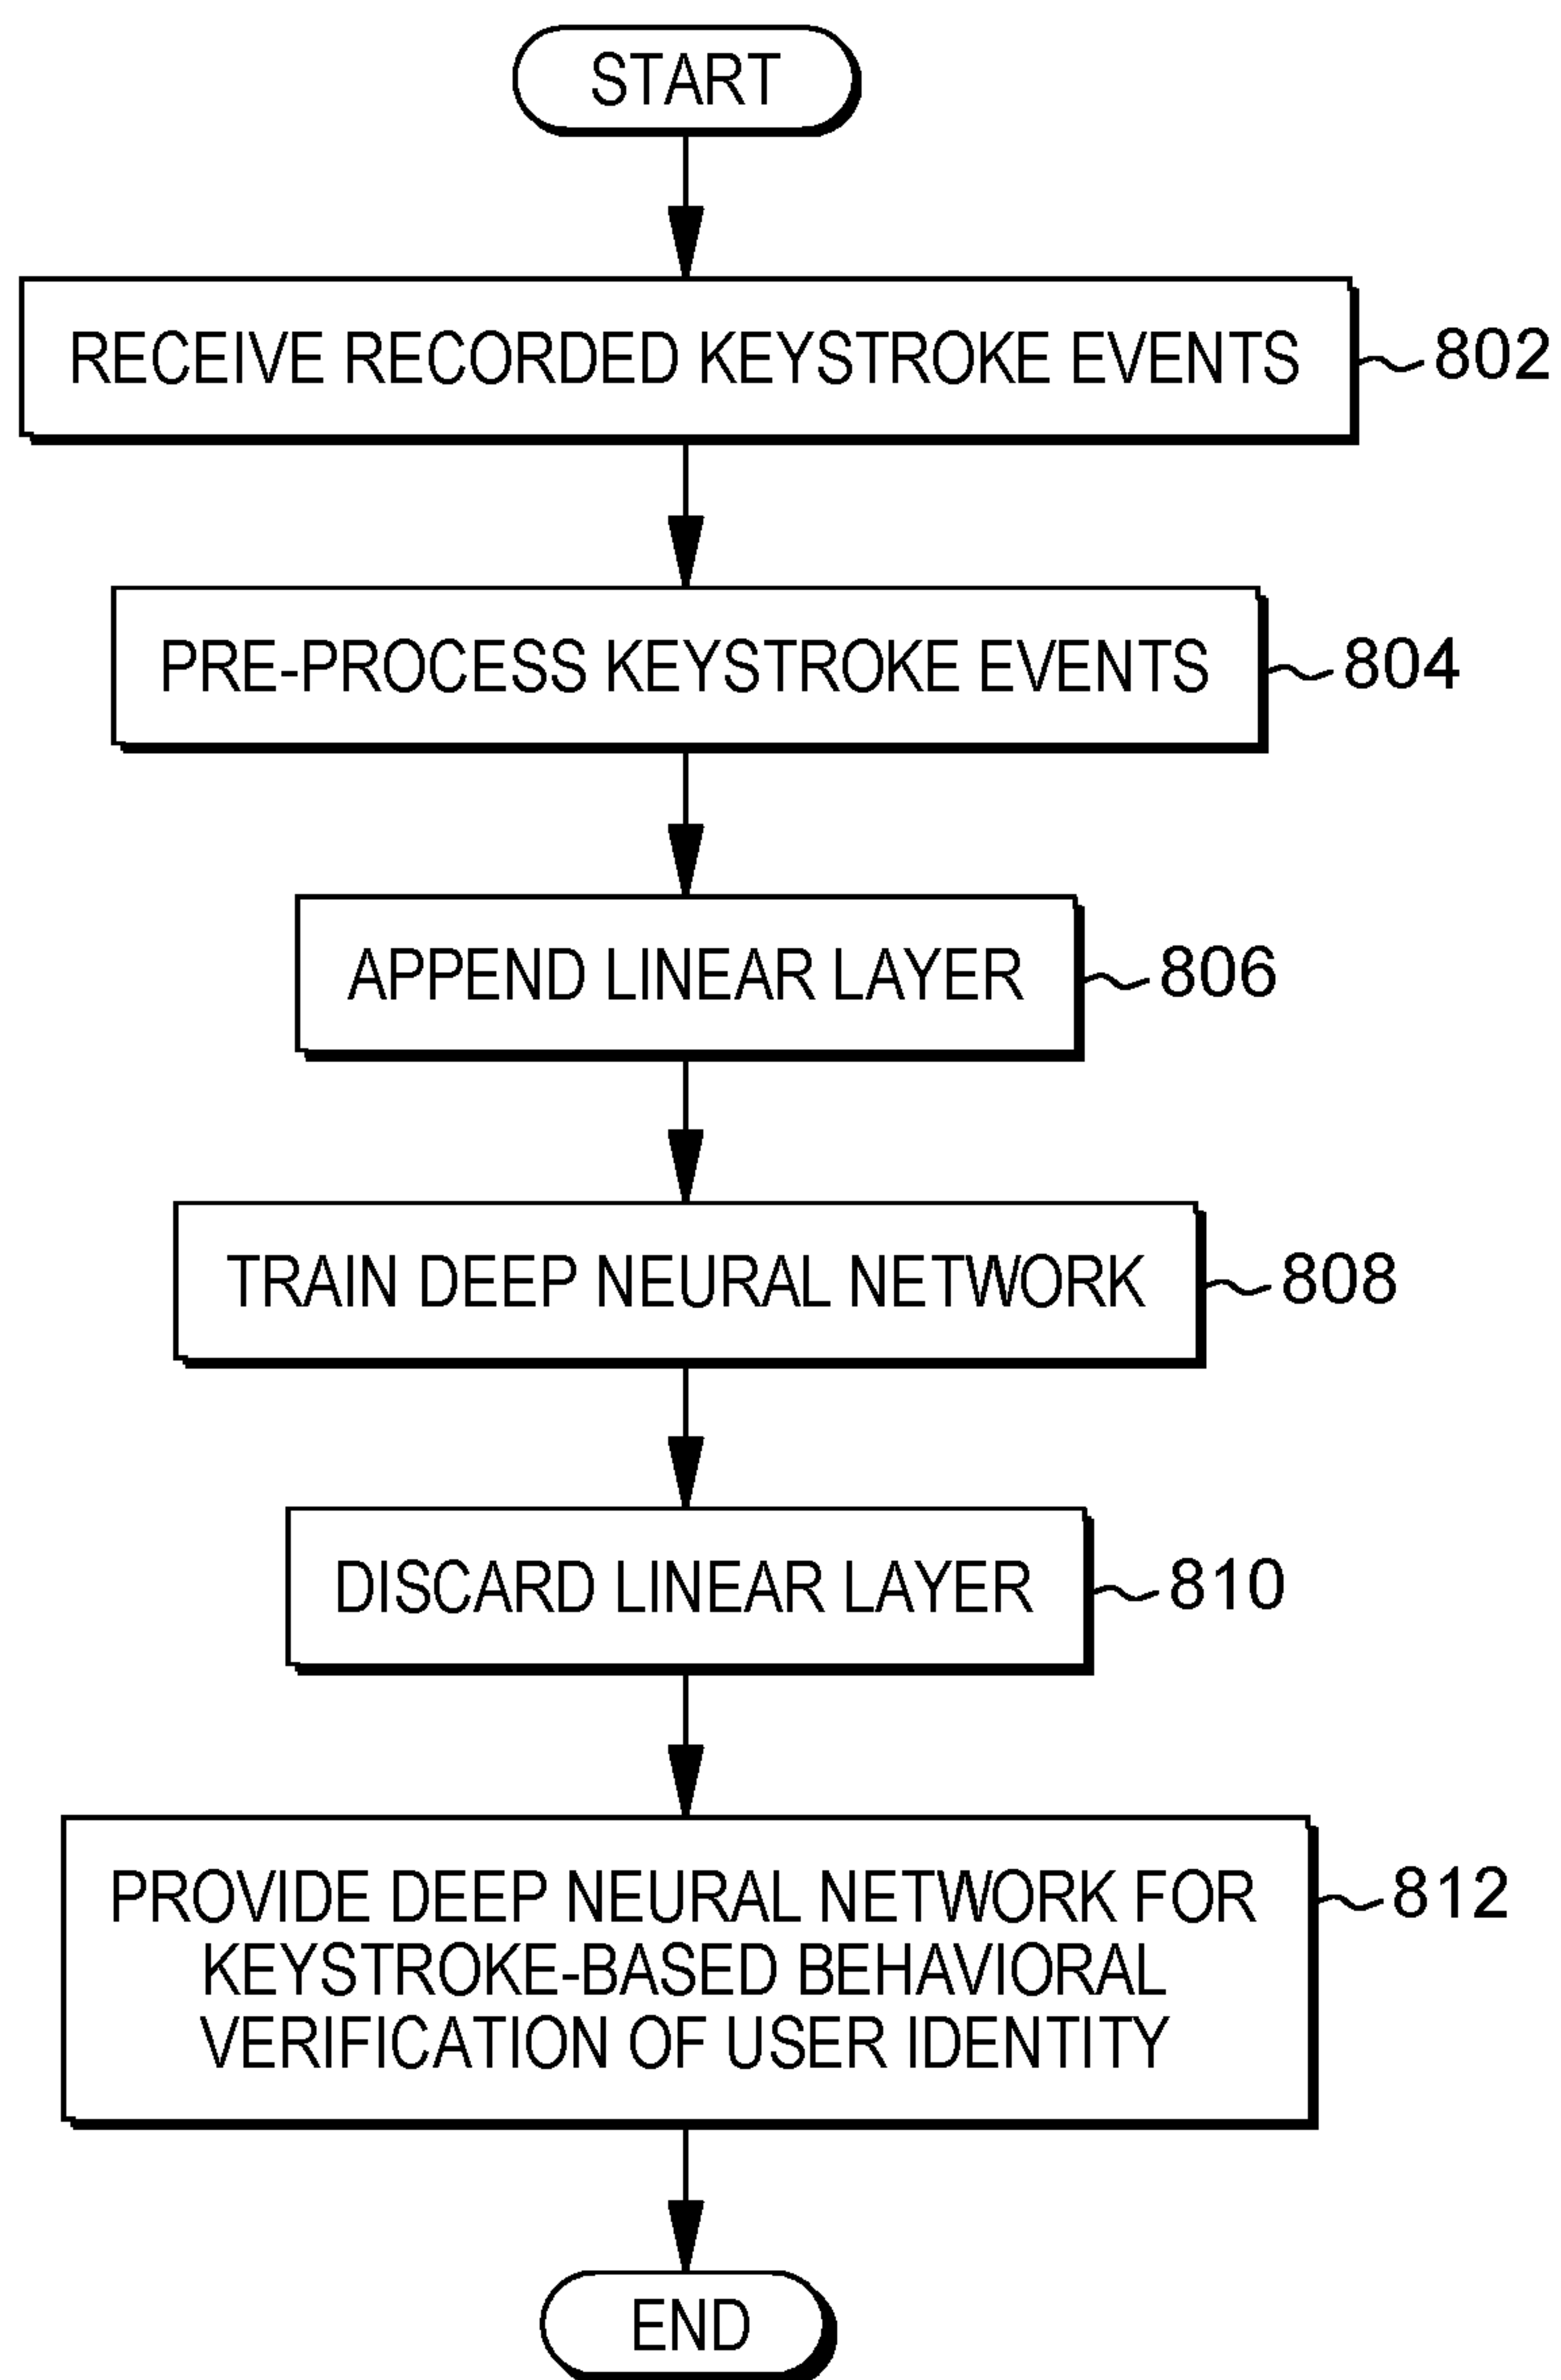 START
RECEIVE RECORDED KEYSTROKE EVENTS
802
PRE-PROCESS KEYSTROKE EVENTS
804
APPEND LINEAR LAYER
806
TRAIN DEEP NEURAL NETWORK
808
DISCARD LINEAR LAYER
810
PROVIDE DEEP NEURAL NETWORK FOR
KEYSTROKE-BASED BEHAVIORAL
VERIFICATION OF USER IDENTITY
812
END